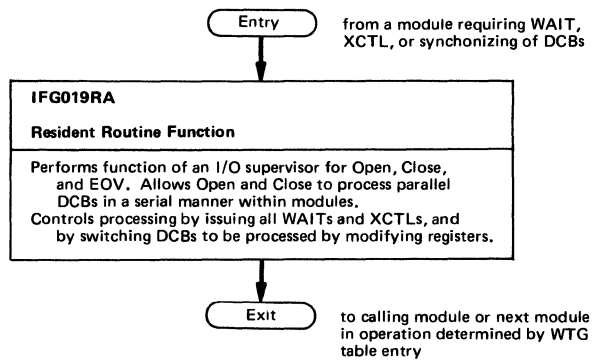 Entry
from a module requiring WAIT,
XCTL, or synchonizing of DCBs
IFG019RA
Resident Routine Function
Performs function of an I/O supervisor for Open, Close,
and EOV. Allows Open and Close to process parallel
DCBs in a serial manner within modules.
Controls processing by issuing all WAITs and XCTLs, and
by switching DCBs to be processed by modifying registers.
Exit
to calling module or next module
in operation determined by WTG
table entry